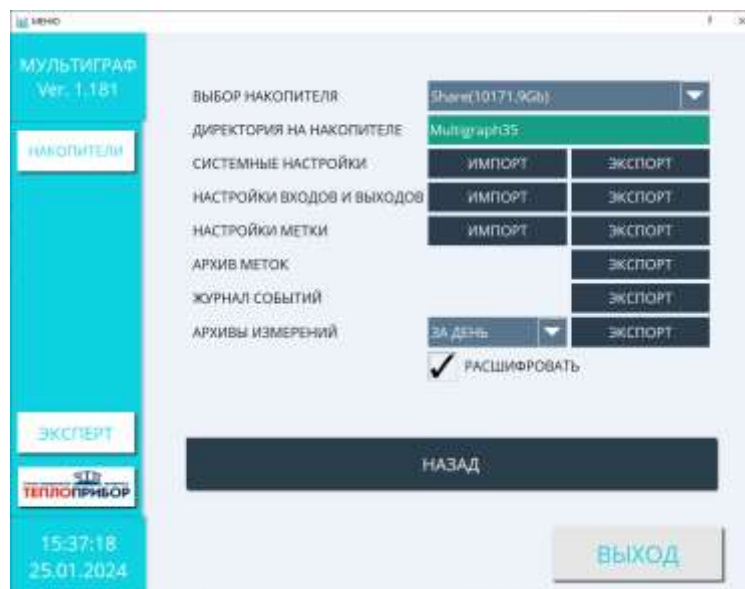 МЕНЮ
МУЛЬТИГРАФ
Ver. 1.181
НАКОПИТЕЛИ
ВЫБОР НАКОПИТЕЛЯ Share(10171,9Gb)
ДИРЕКТОРИЯ НА НАКОПИТЕЛЕ Multigraph35
СИСТЕМНЫЕ НАСТРОЙКИ ИМПОРТ ЭКСПОРТ
НАСТРОЙКИ ВХОДОВ И ВЫХОДОВ ИМПОРТ ЭКСПОРТ
НАСТРОЙКИ МЕТКИ ИМПОРТ ЭКСПОРТ
АРХИВ МЕТОК ЭКСПОРТ
ЖУРНАЛ СОБЫТИЙ ЭКСПОРТ
АРХИВЫ ИЗМЕРЕНИЙ ЗА ДЕНЬ ЭКСПОРТ
РАСШИФРОВАТЬ
ЭКСПЕРТ
НАЗАД
ТЕПЛОПРИБОР
15:37:18
25.01.2024
ВЫХОД